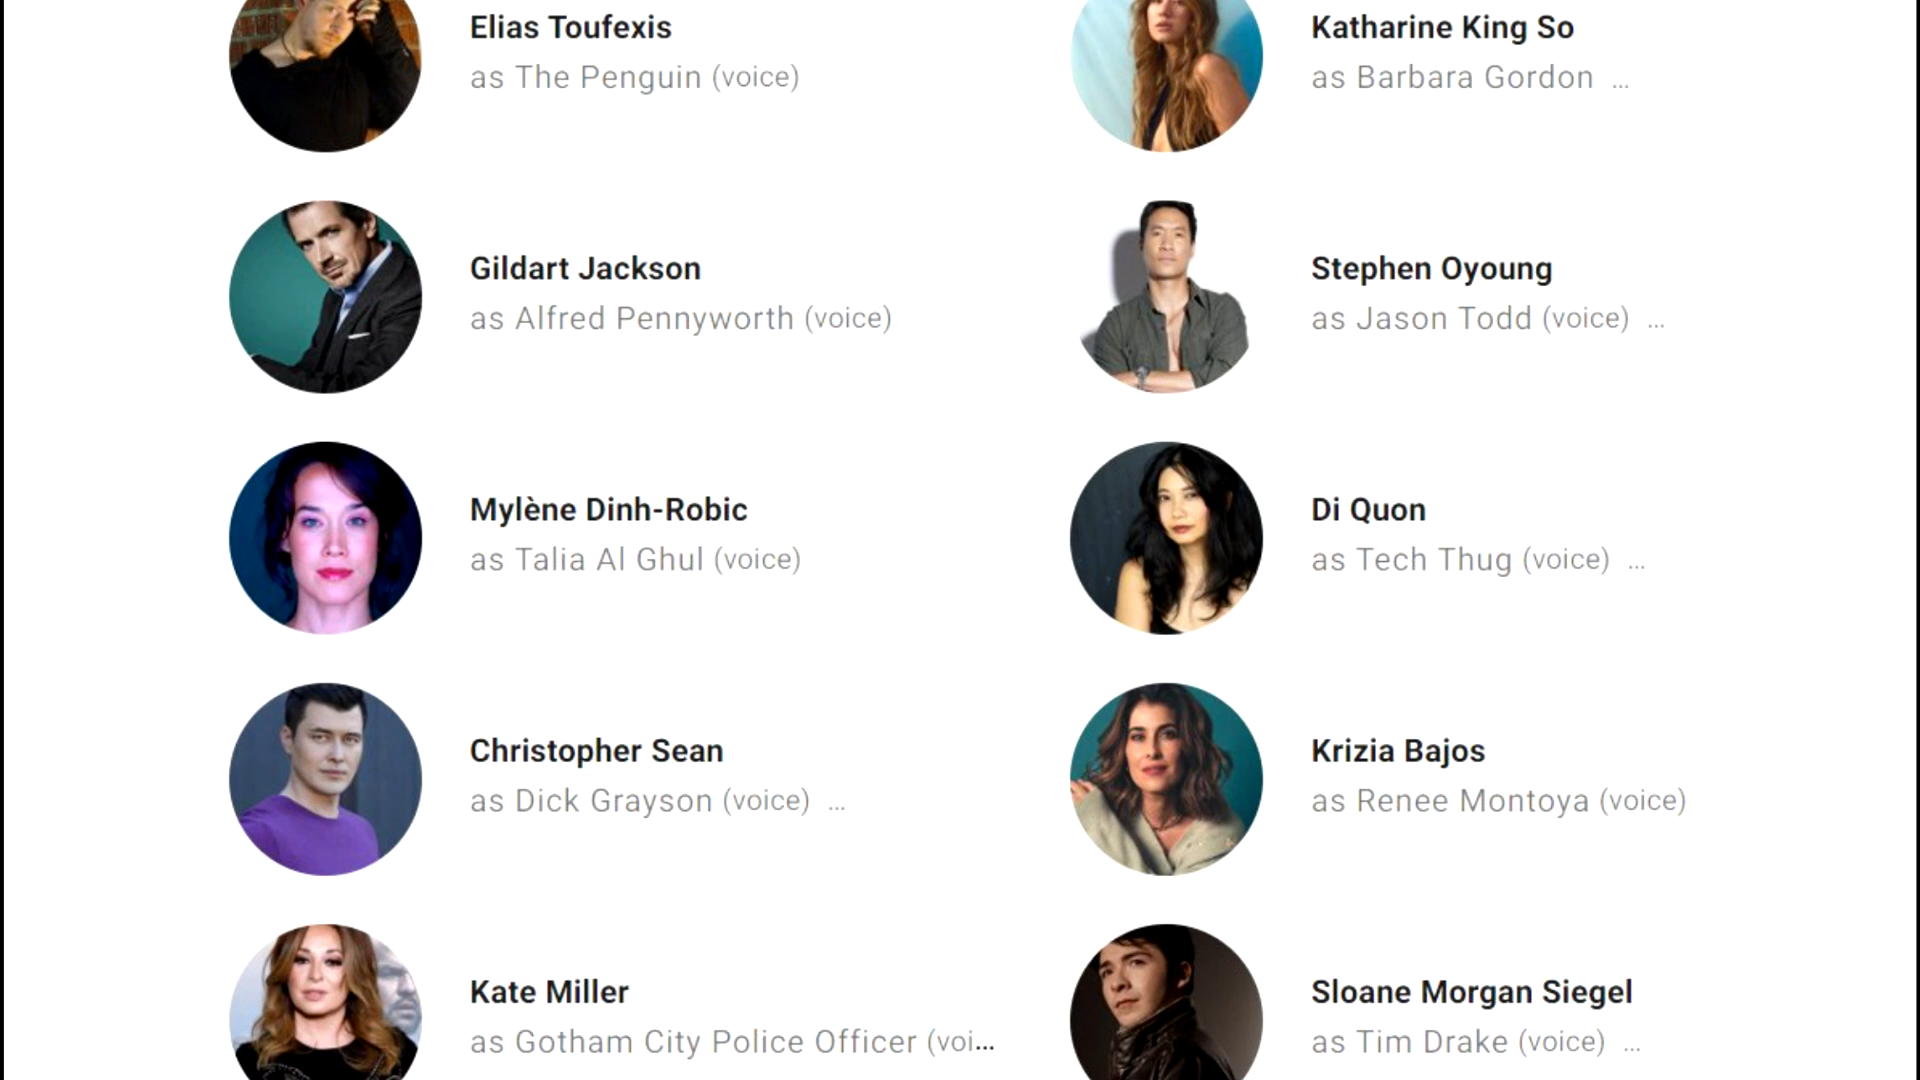 Elias Toufexis
as The Penguin (voice)
Katharine King So
as Barbara Gordon ...
Gildart Jackson
as Alfred Pennyworth (voice)
Stephen Oyoung
as Jason Todd (voice) ...
Mylène Dinh-Robic
as Talia Al Ghul (voice)
Di Quon
as Tech Thug (voice) ...
Christopher Sean
as Dick Grayson (voice) ...
Krizia Bajos
as Renee Montoya (voice)
Kate Miller
as Gotham City Police Officer (voi...
Sloane Morgan Siegel
as Tim Drake (voice) ...